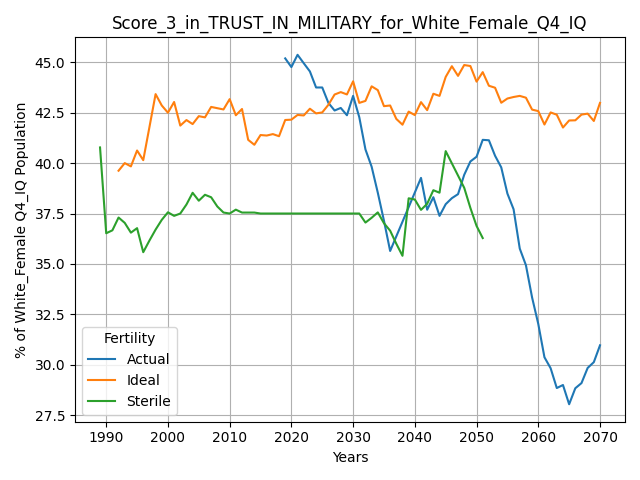 Score_3_in_TRUST_IN_MILITARY_for_White_Female_Q4_IQ
% of White_Female Q4_IQ Population
45.0
42.5
40.0
37.5
35.0
32.5
30.0
27.5
Fertility
Actual
Ideal
Sterile
1990 2000 2010 2020 2030 2040 2050 2060 2070
Years